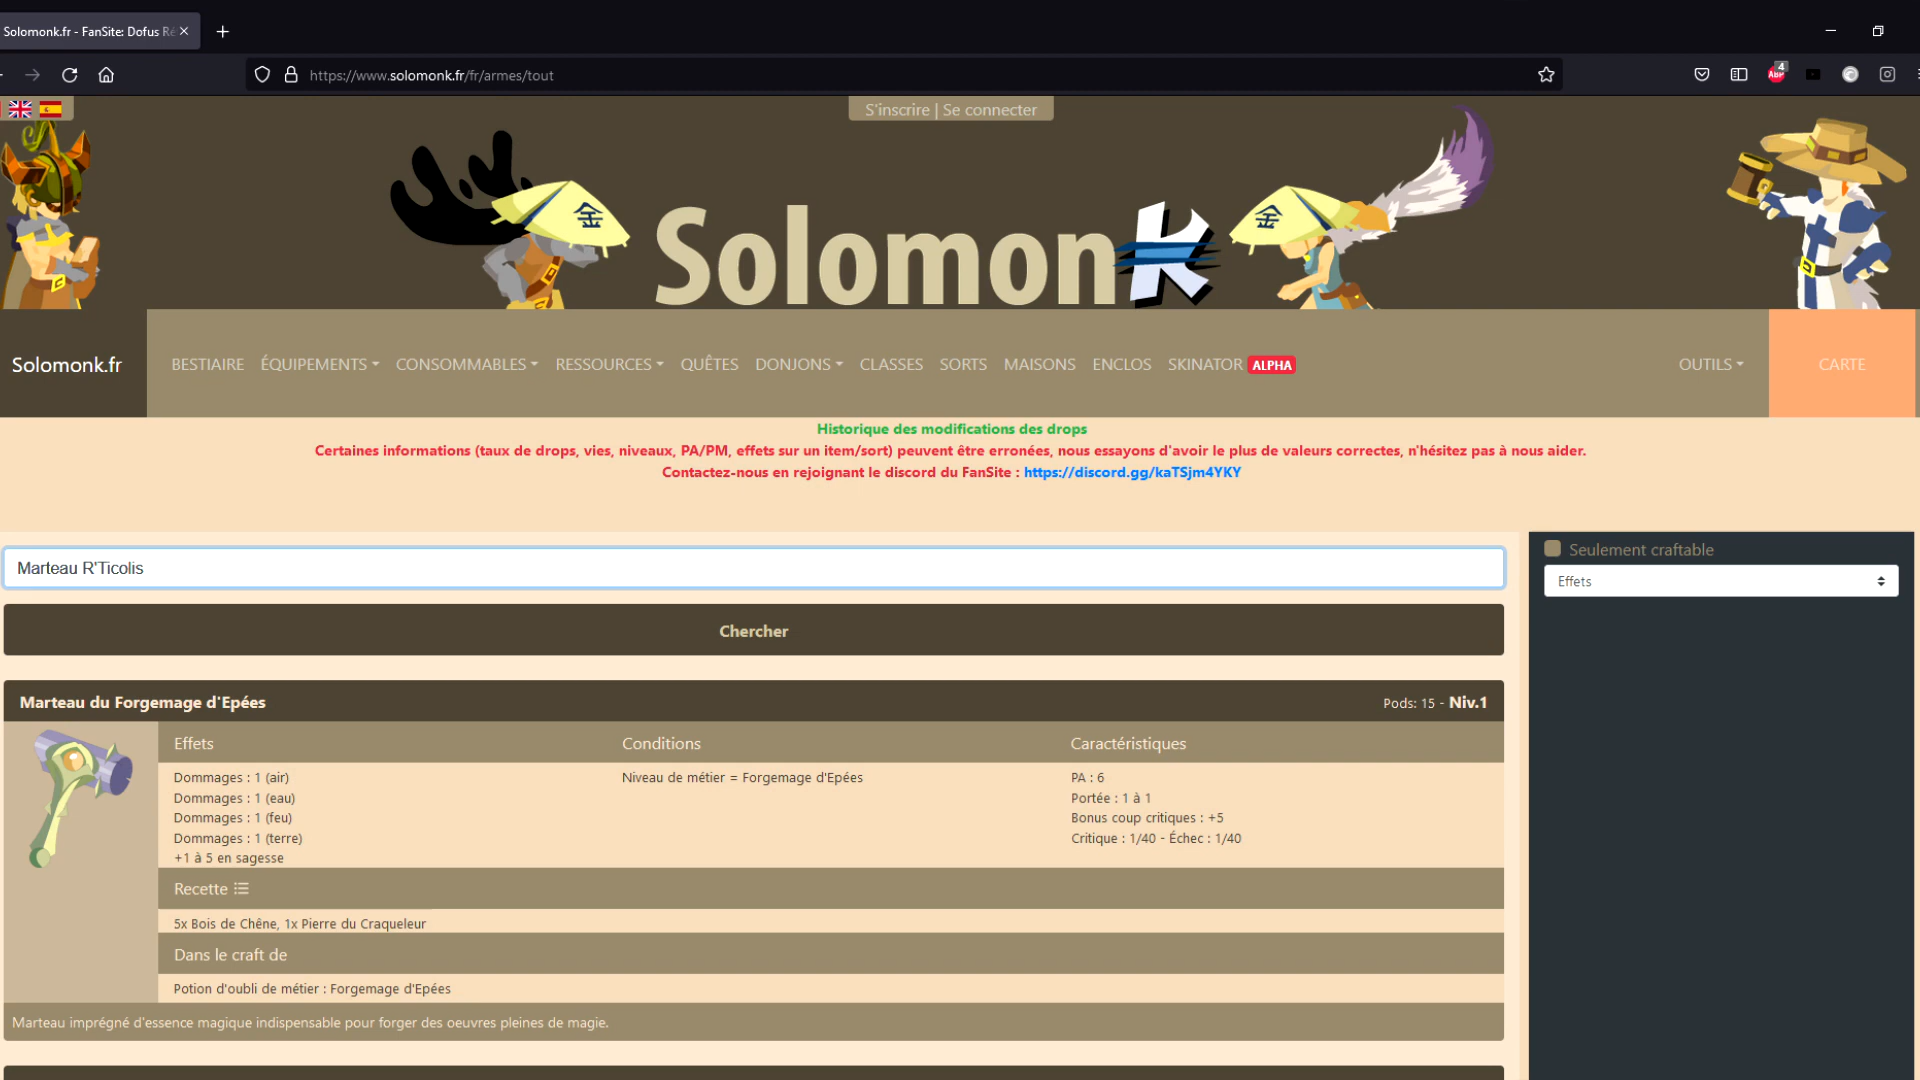 Solomonk.fr - FanSite: Dofus Ré
https://www.solomonk.fr/fr/armes/tout
4
ABP
S'inscrire | Se connecter
金
金
Solomonk
Solomonk.fr
BESTIAIRE ÉQUIPEMENTS CONSOMMABLES RESSOURCES QUÊTES DONJONS CLASSES SORTS MAISONS ENCLOS SKINATOR ALPHA OUTILS CARTE
Historique des modifications des drops
Certaines informations (taux de drops, vies, niveaux, PA/PM, effets sur un item/sort) peuvent être erronées, nous essayons d'avoir le plus de valeurs correctes, n'hésitez pas à nous aider.
Contactez-nous en rejoignant le discord du FanSite : https://discord.gg/kaTSjm4YKY
Marteau R'Ticolis
Seulement craftable
Effets
Chercher
Marteau du Forgemage d'Epées
Pods: 15 - Niv.1
Effets
Conditions
Caractéristiques
Dommages : 1 (air)
Niveau de métier = Forgemage d'Epées
PA : 6
Dommages : 1 (eau)
Portée : 1 à 1
Dommages : 1 (feu)
Bonus coup critiques : +5
Dommages : 1 (terre)
Critique : 1/40 - Échec : 1/40
+1 à 5 en sagesse
Recette
5x Bois de Chêne, 1x Pierre du Craqueleur
Dans le craft de
Potion d'oubli de métier : Forgemage d'Epées
Marteau imprégné d'essence magique indispensable pour forger des oeuvres pleines de magie.